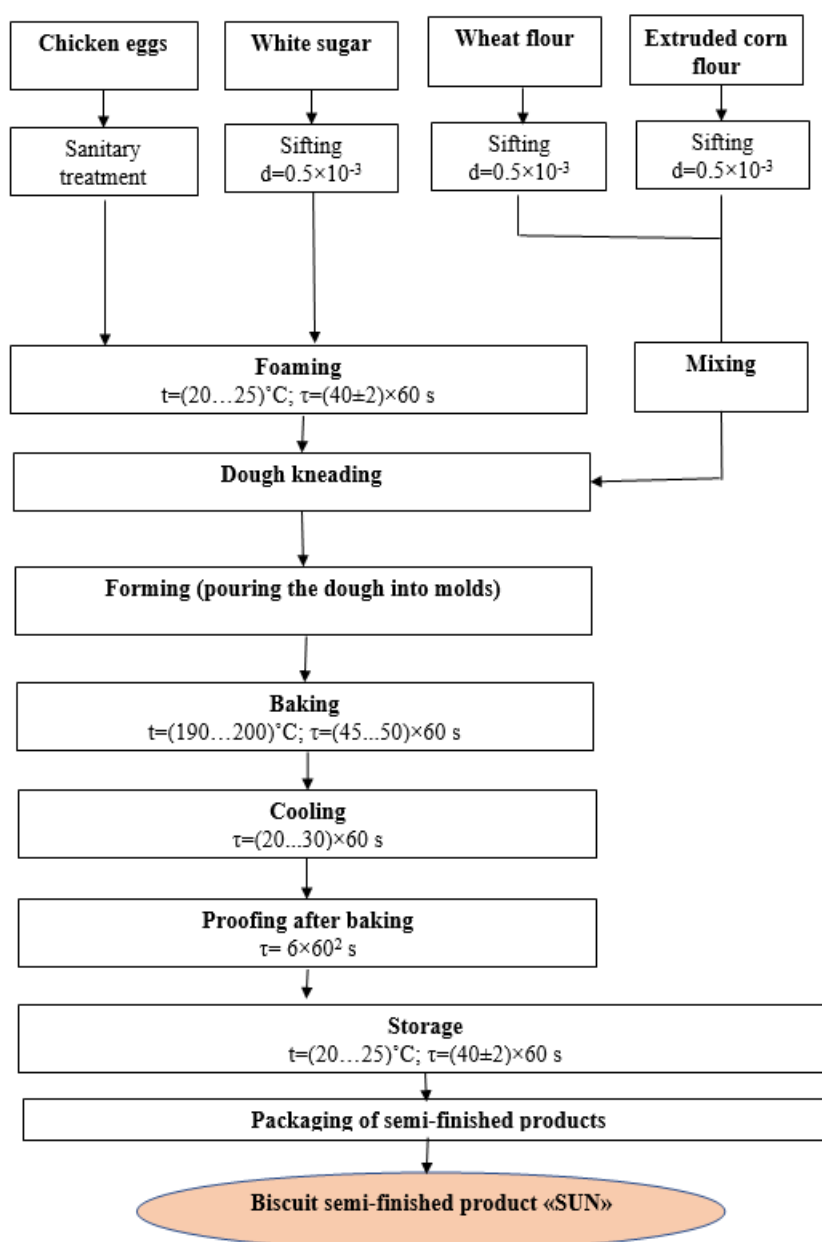 Chicken eggs
White sugar
Wheat flour
Extruded corn
flour
Sanitary
treatment
Sifting
d=0.5×10⁻³
Sifting
d=0.5×10⁻³
Sifting
d=0.5×10⁻³
Foaming
t=(20…25)˚C; τ=(40±2)×60 s
Mixing
Dough kneading
Forming (pouring the dough into molds)
Baking
t=(190…200)˚C; τ=(45...50)×60 s
Cooling
τ=(20...30)×60 s
Proofing after baking
τ= 6×60² s
Storage
t=(20…25)˚C; τ=(40±2)×60 s
Packaging of semi-finished products
Biscuit semi-finished product «SUN»